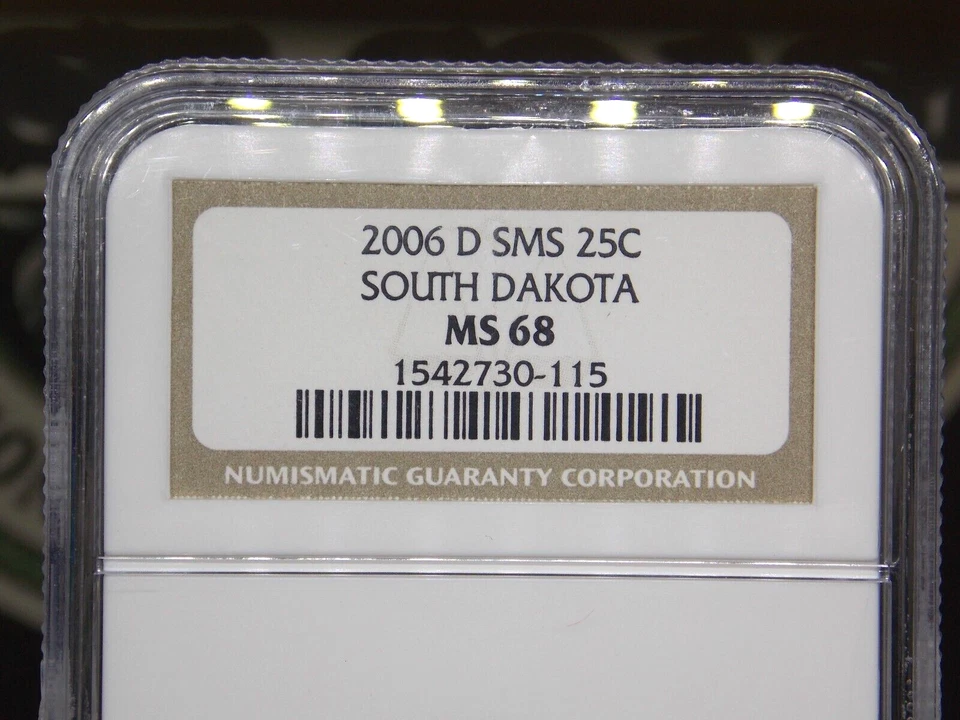 2006 D SMS 25C
SOUTH DAKOTA
MS 68
1542730-115
NUMISMATIC GUARANTY CORPORATION